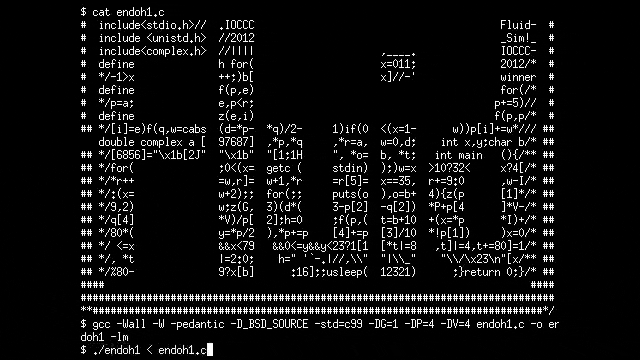 $ cat endoh1.c
#  include<stdio.h>//  .IOCCC                                         Fluid-  #
#  include <unistd.h>  //2012                                         _Sim!_  #
#  include<complex.h>  //||||                     ,____.              IOCCC-  #
#  define              h for(                     x=011;              2012/*  #
#  */-1>x              ++;)b[                     x]//-'              winner  #
#  define              f(p,e)                                         for(/*  #
#  */p=a;              e,p<r;                                         p+=5)//  #
#  define              z(e,i)                                         f(p,p/*  #
## */[i]=e)f(q,w=cabs  (d=*p-  *q)/2-     1)if(0  <(x=1-      w))p[i]+=w*/// ##
   double complex a [  97687]  ,*p,*q     ,*r=a,  w=0,d;    int x,y;char b/* ##
## */[6856]="\x1b[2J"  "\x1b"  "[1;1H     ", *o=  b, *t;   int main   (){/** ##
## */for(              ;0<(x=  getc (     stdin)  );)w=x  >10?32<     x?4[/* ##
## */*r++              =w,r]=  w+1,*r     =r[5]=  x==35,  r+=9:0      ,w-I/* ##
## */:(x=              w+2);;  for(;;     puts(o  ),o=b+  4){z(p      [1]*/* ##
## */9,2)              w;z(G,  3)(d*(     3-p[2]  -q[2])  *P+p[4      ]*V-/* ##
## */q[4]              *V)/p[  2];h=0     ;f(p,(  t=b+10  +(x=*p      *I)+/* ##
## */80*(              y=*p/2  ),*p+=p    [4]+=p  [3]/10  *!p[1])     x)=0/* ##
## */ <=x              &&x<79   &&0<=y&&y<23?1[1  [*t|=8   ,t]|=4,t+=80]=1/* ##
## */, *t              |=2:0;    h=" '`-.|//,\\"  "|\\_"    "\\/\x23\n"[x/** ##
## */%80-              9?x[b]      :16];;usleep(  12321)      ;}return 0;}/* ##
####                                                                       ####
###############################################################################
**###########################################################################*/
$ gcc -Wall -W -pedantic -D_BSD_SOURCE -std=c99 -DG=1 -DP=4 -DV=4 endoh1.c -o en
doh1 -lm
$ ./endoh1 < endoh1.c